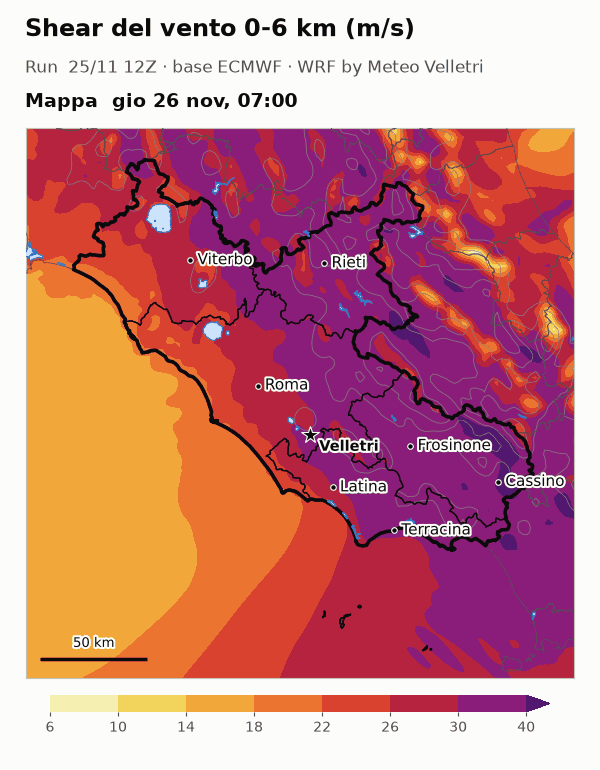 Shear del vento 0-6 km (m/s)
Run  25/11 12Z · base ECMWF · WRF by Meteo Velletri
Mappa  gio 26 nov, 07:00
Viterbo
Rieti
Roma
Velletri
Frosinone
Cassino
Latina
Terracina
50 km
6 10 14 18 22 26 30 40